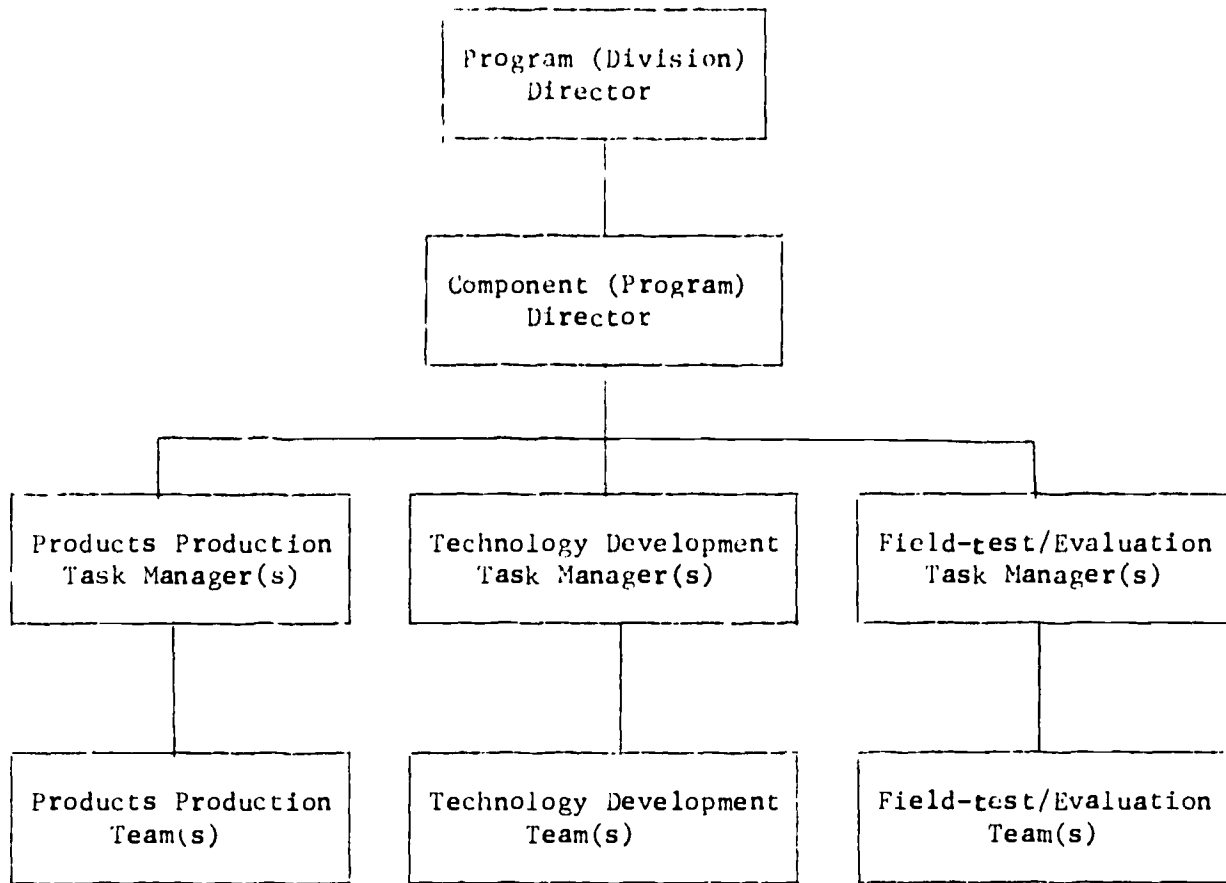 Program (Division)
Director
Component (Program)
Director
Products Production
Task Manager(s)
Technology Development
Task Manager(s)
Field-test/Evaluation
Task Manager(s)
Products Production
Team(s)
Technology Development
Team(s)
Field-test/Evaluation
Team(s)